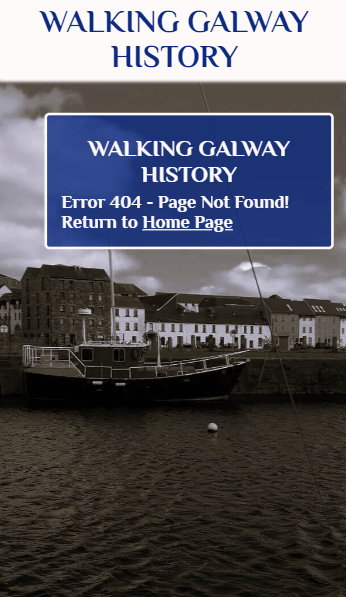 WALKING GALWAY
HISTORY
WALKING GALWAY
HISTORY
Error 404 - Page Not Found!
Return to Home Page